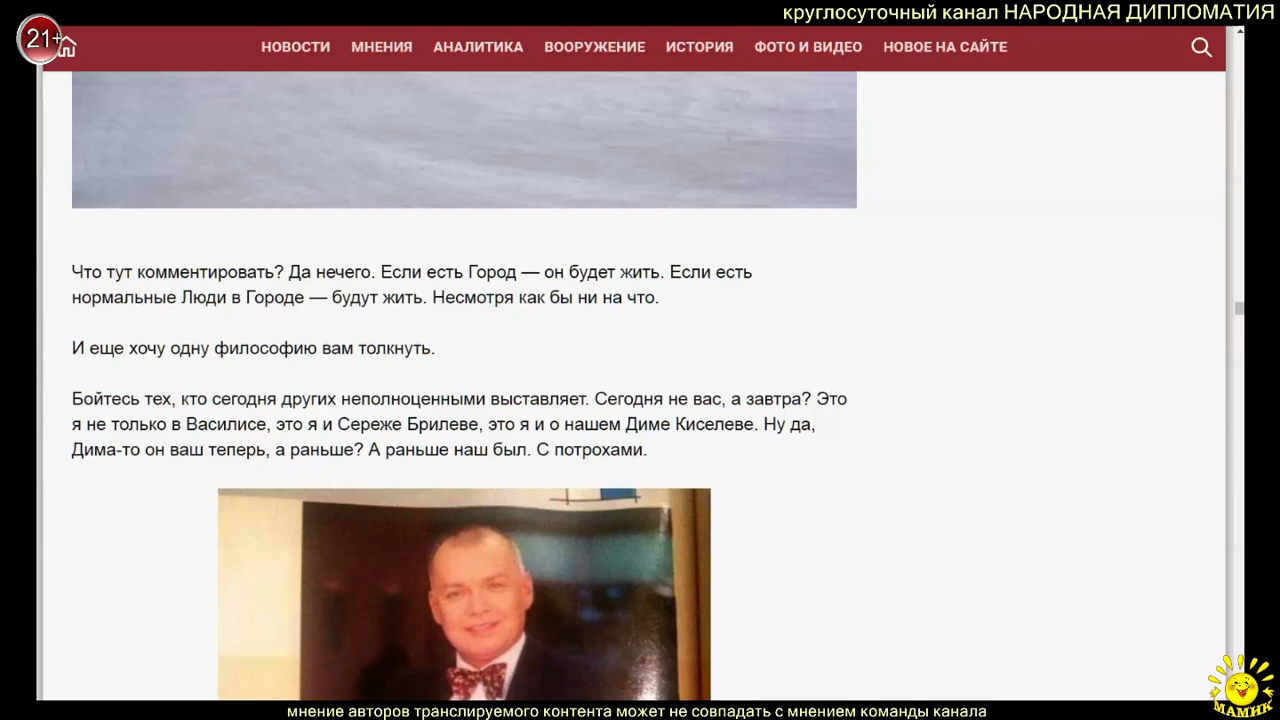 круглосуточный канал НАРОДНАЯ ДИПЛОМАТИЯ
21+
НОВОСТИ МНЕНИЯ АНАЛИТИКА ВООРУЖЕНИЕ ИСТОРИЯ ФОТО И ВИДЕО НОВОЕ НА САЙТЕ
Что тут комментировать? Да нечего. Если есть Город — он будет жить. Если есть
нормальные Люди в Городе — будут жить. Несмотря как бы ни на что.
И еще хочу одну философию вам толкнуть.
Бойтесь тех, кто сегодня других неполноценными выставляет. Сегодня не вас, а завтра? Это
я не только в Василисе, это я и Сереже Брилеве, это я и о нашем Диме Киселеве. Ну да,
Дима-то он ваш теперь, а раньше? А раньше наш был. С потрохами.
МАМИК
мнение авторов транслируемого контента может не совпадать с мнением команды канала